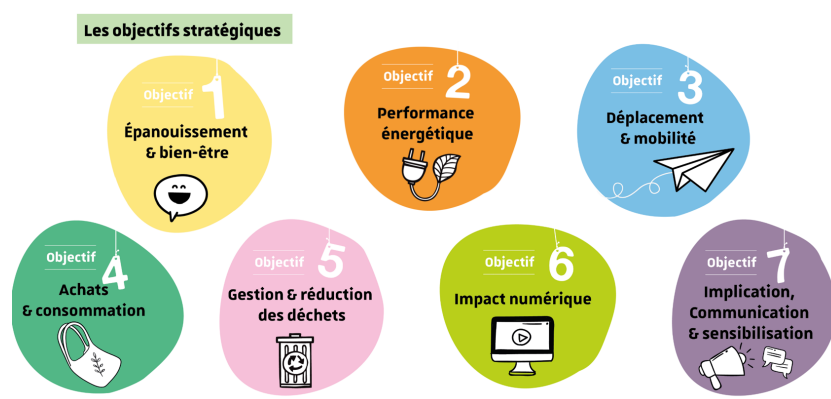 Les objectifs stratégiques
Objectif 1
Épanouissement
& bien-être
Objectif 2
Performance
énergétique
Objectif 3
Déplacement
& mobilité
Objectif 4
Achats
& consommation
Objectif 5
Gestion & réduction
des déchets
Objectif 6
Impact numérique
Objectif 7
Implication,
Communication
& sensibilisation